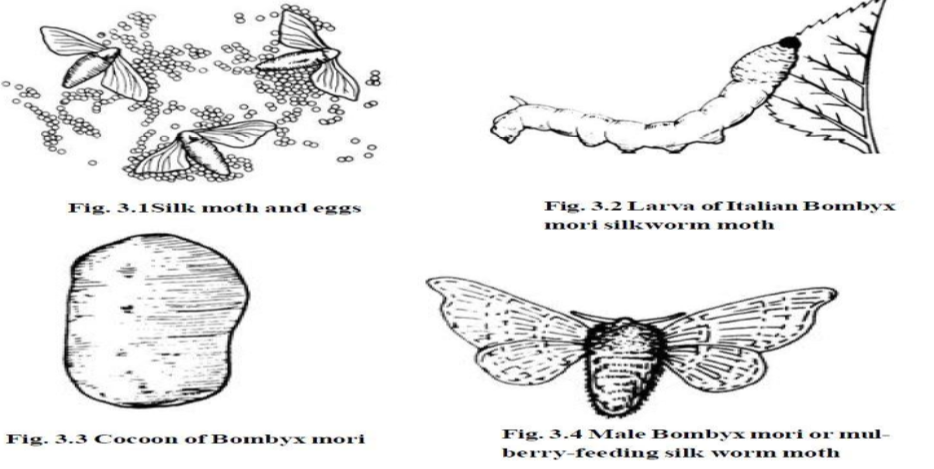 Fig. 3.1Silk moth and eggs
Fig. 3.2 Larva of Italian Bombyx
mori silkworm moth
Fig. 3.3 Cocoon of Bombyx mori
Fig. 3.4 Male Bombyx mori or mul-
berry-feeding silk worm moth